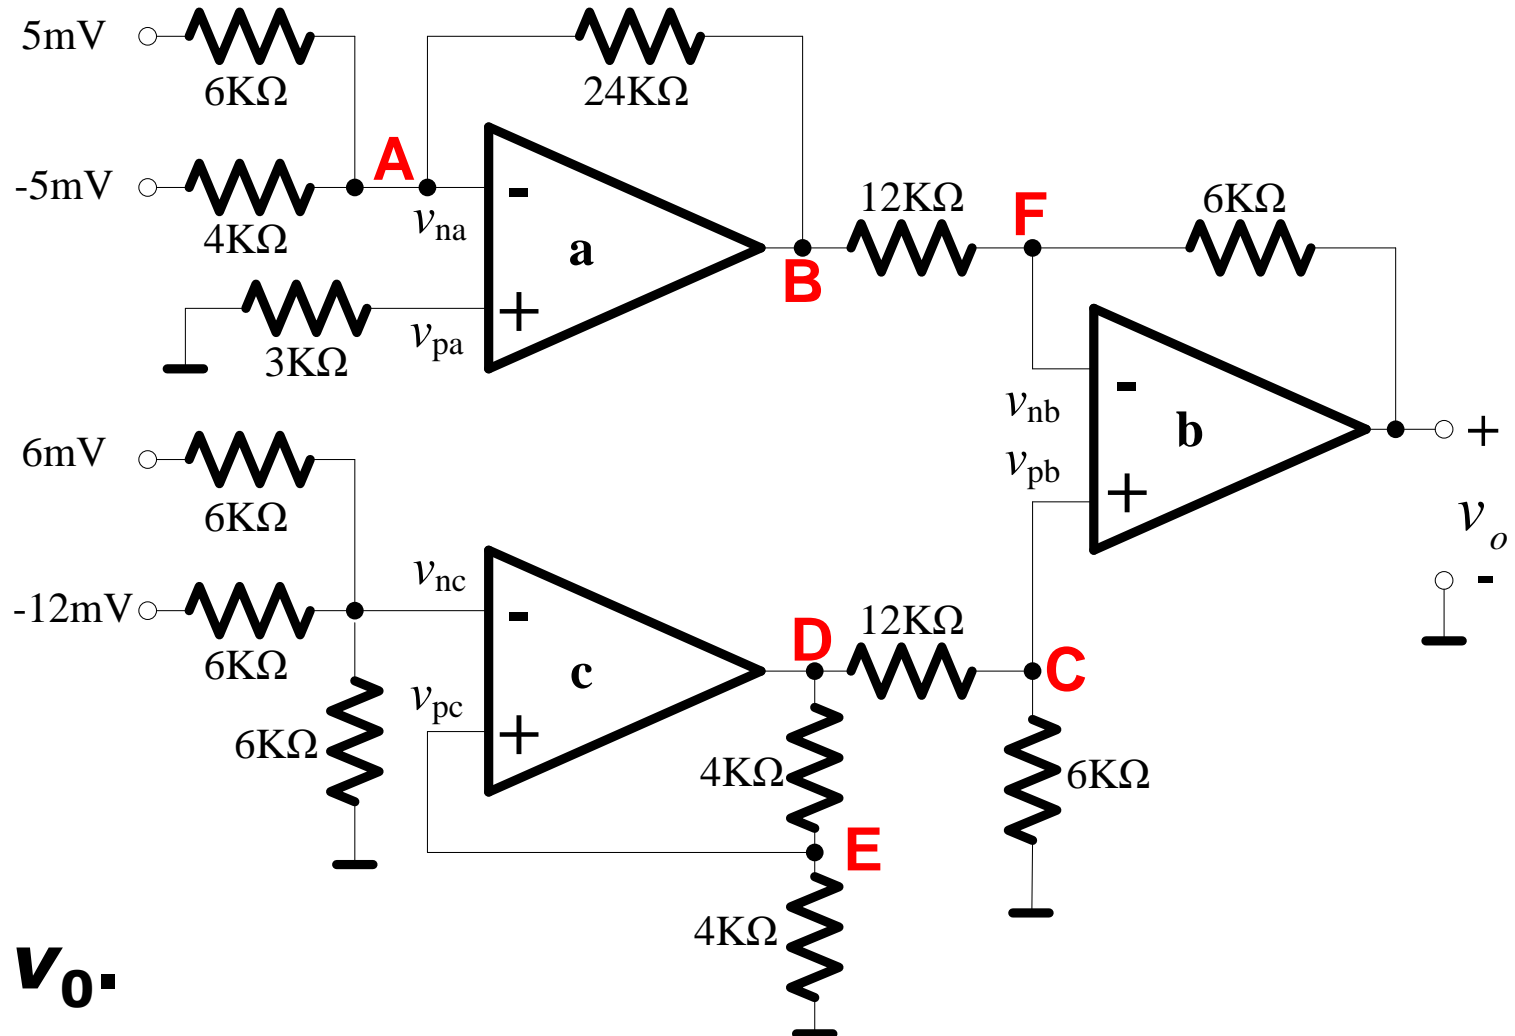 5mV
6KΩ
24KΩ
-5mV
A
4KΩ
v_na
-
a
+
v_pa
3KΩ
B
12KΩ
F
6KΩ
v_nb
-
b
v_pb
+
+
v_o
-
6mV
6KΩ
-12mV
6KΩ
v_nc
-
c
v_pc
+
6KΩ
D
12KΩ
C
4KΩ
6KΩ
E
4KΩ
v_0.